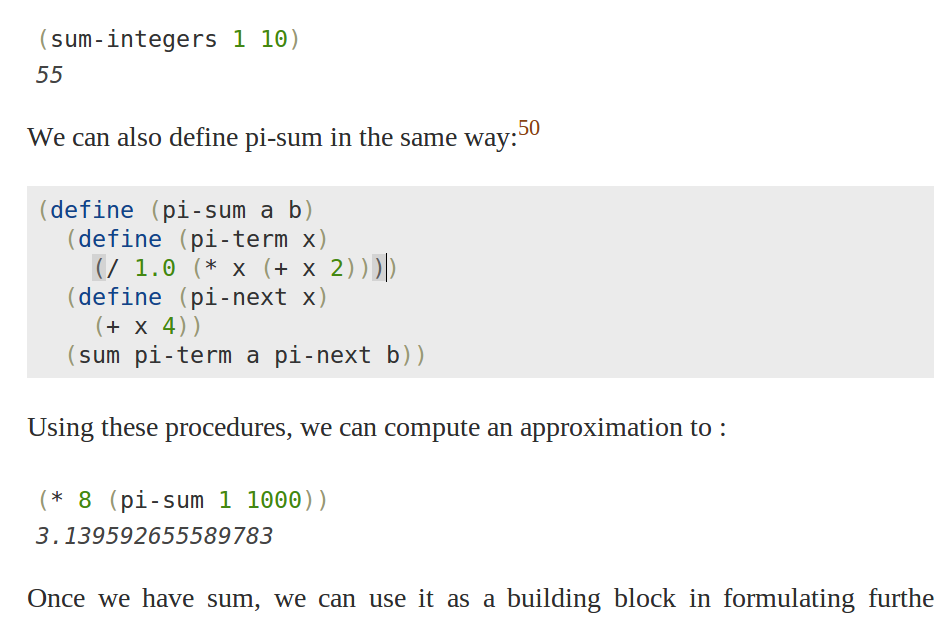 (sum-integers 1 10)
55
We can also define pi-sum in the same way:50
(define (pi-sum a b)
  (define (pi-term x)
    (/ 1.0 (* x (+ x 2))))
  (define (pi-next x)
    (+ x 4))
  (sum pi-term a pi-next b))
Using these procedures, we can compute an approximation to :
(* 8 (pi-sum 1 1000))
3.139592655589783
Once we have sum, we can use it as a building block in formulating furthe